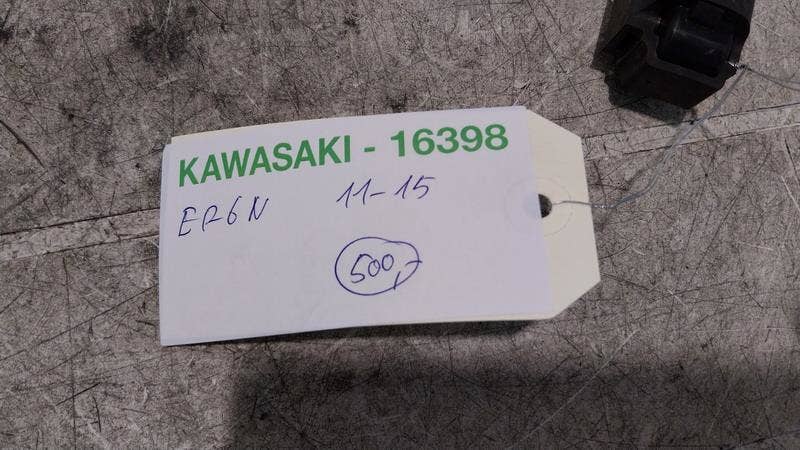 KAWASAKI - 16398
ER6N 11-15
500,-